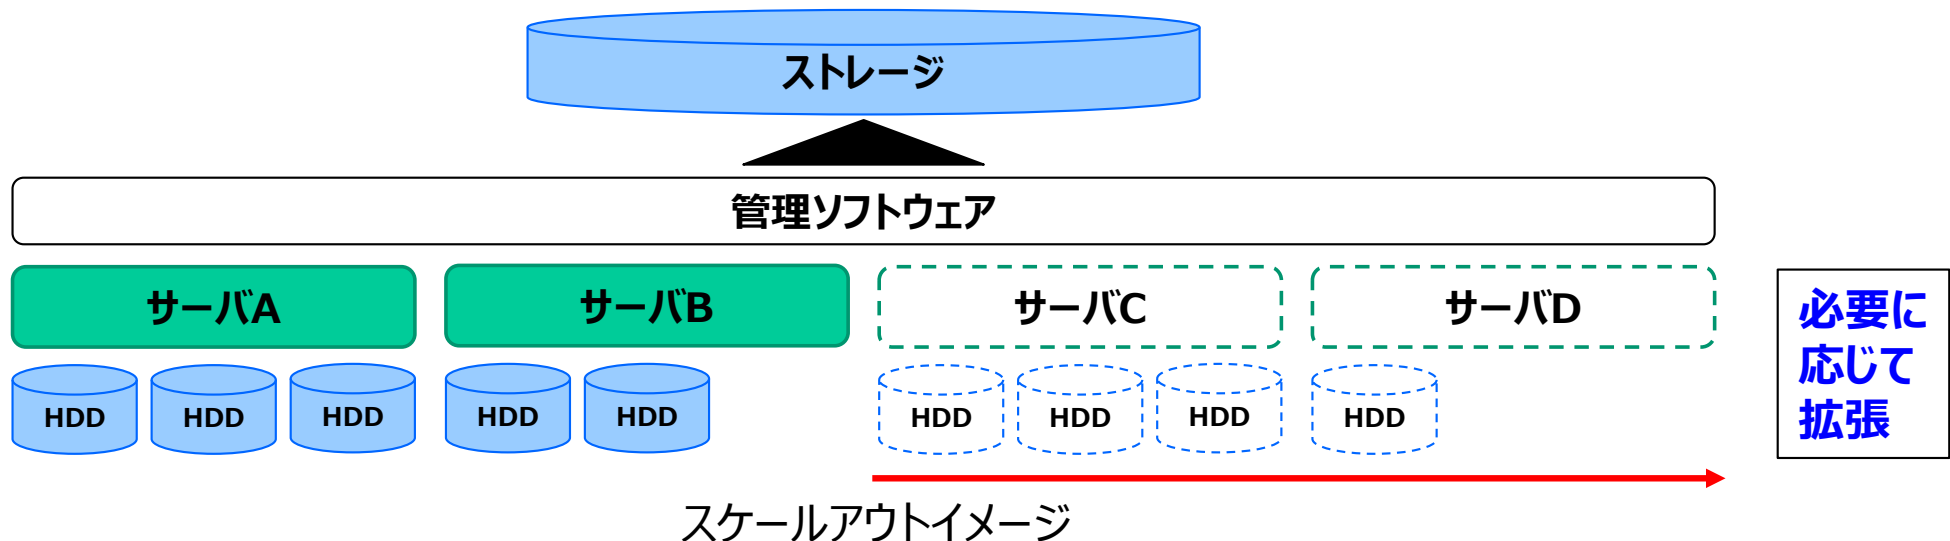 ストレージ
管理ソフトウェア
サーバA
サーバB
サーバC
サーバD
HDD
HDD
HDD
HDD
HDD
HDD
HDD
HDD
HDD
必要に
応じて
拡張
スケールアウトイメージ